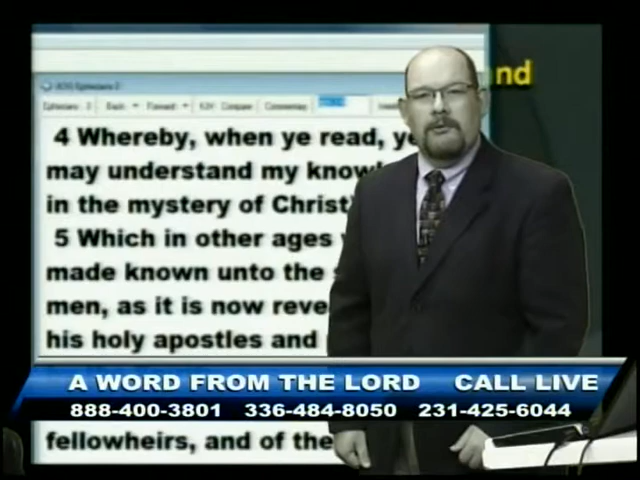 nd
4 Whereby, when ye read, ye
may understand my know
in the mystery of Christ
5 Which in other ages
made known unto the
men, as it is now reve
his holy apostles and
A WORD FROM THE LORD CALL LIVE
888-400-3801 336-484-8050 231-425-6044
fellowheirs, and of the